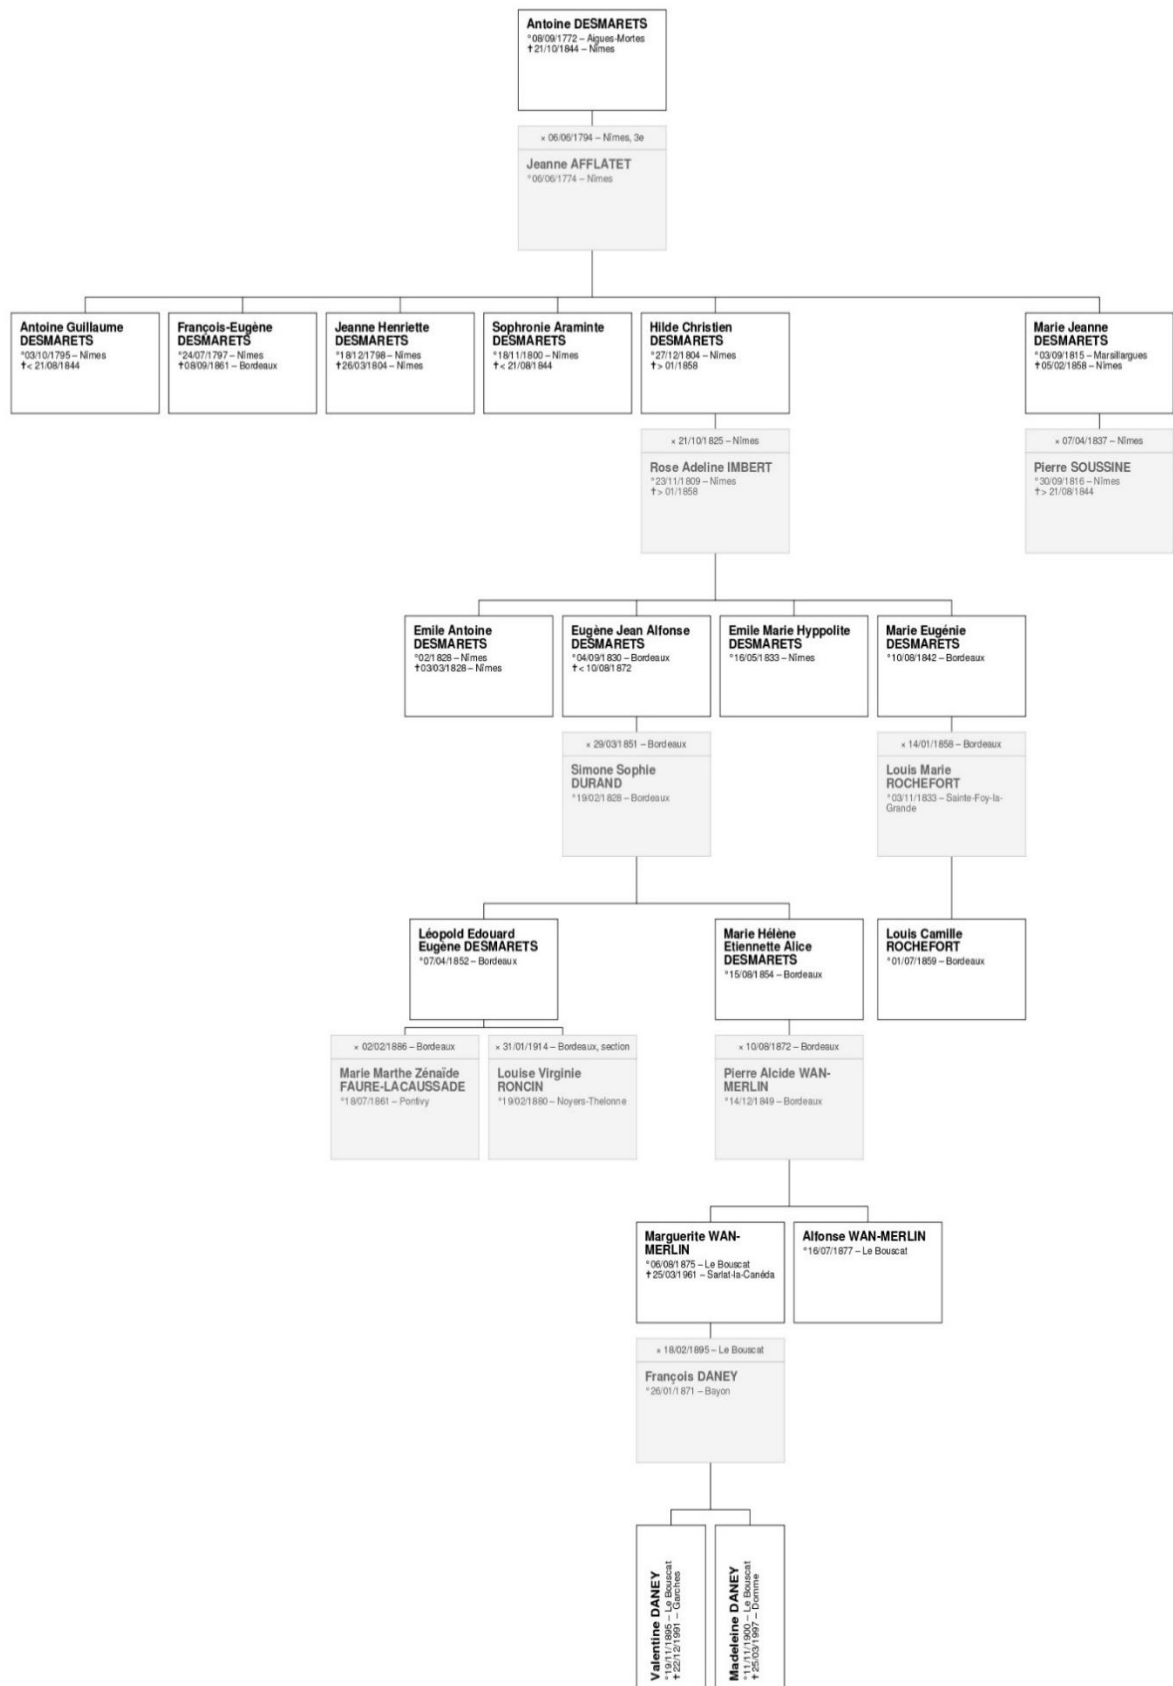 Antoine DESMARETS
°08/09/1772 – Aigues-Mortes
✝21/10/1844 – Nîmes
× 06/06/1794 – Nîmes, 3e
Jeanne AFFLATET
°06/06/1774 – Nîmes
Antoine Guillaume
DESMARETS
°03/10/1795 – Nîmes
✝< 21/08/1844
François-Eugène
DESMARETS
°24/07/1797 – Nîmes
✝08/09/1861 – Bordeaux
Jeanne Henriette
DESMARETS
°18/12/1798 – Nîmes
✝26/03/1804 – Nîmes
Sophronie Araminte
DESMARETS
°18/11/1800 – Nîmes
✝< 21/08/1844
Hilde Christien
DESMARETS
°27/12/1804 – Nîmes
✝> 01/1858
Marie Jeanne
DESMARETS
°03/09/1815 – Marsillargues
✝05/02/1858 – Nîmes
× 21/10/1825 – Nîmes
Rose Adeline IMBERT
°23/11/1809 – Nîmes
✝> 01/1858
× 07/04/1837 – Nîmes
Pierre SOUSSINE
°30/09/1816 – Nîmes
✝> 21/08/1844
Emile Antoine
DESMARETS
°02/1828 – Nîmes
✝03/03/1828 – Nîmes
Eugène Jean Alfonse
DESMARETS
°04/09/1830 – Bordeaux
✝< 10/08/1872
Emile Marie Hyppolite
DESMARETS
°16/05/1833 – Nîmes
Marie Eugénie
DESMARETS
°10/08/1842 – Bordeaux
× 29/03/1851 – Bordeaux
Simone Sophie
DURAND
°19/02/1828 – Bordeaux
× 14/01/1858 – Bordeaux
Louis Marie
ROCHEFORT
°03/11/1833 – Sainte-Foy-la-
Grande
Léopold Edouard
Eugène DESMARETS
°07/04/1852 – Bordeaux
Marie Hélène
Etiennette Alice
DESMARETS
°15/08/1854 – Bordeaux
Louis Camille
ROCHEFORT
°01/07/1859 – Bordeaux
× 02/02/1886 – Bordeaux
Marie Marthe Zénaïde
FAURE-LACAUSSADE
°18/07/1861 – Pontivy
× 31/01/1914 – Bordeaux, section
Louise Virginie
RONCIN
°19/02/1880 – Noyers-Thelonne
× 10/08/1872 – Bordeaux
Pierre Alcide WAN-
MERLIN
°14/12/1849 – Bordeaux
Marguerite WAN-
MERLIN
°06/08/1875 – Le Bouscat
✝25/03/1961 – Sarlat-la-Canéda
Alfonse WAN-MERLIN
°16/07/1877 – Le Bouscat
× 18/02/1895 – Le Bouscat
François DANEY
°26/01/1871 – Bayon
Valentine DANEY
°19/11/1895 – Le Bouscat
✝22/12/1991 – Garches
Madeleine DANEY
°11/11/1900 – Le Bouscat
✝25/03/1997 – Domme